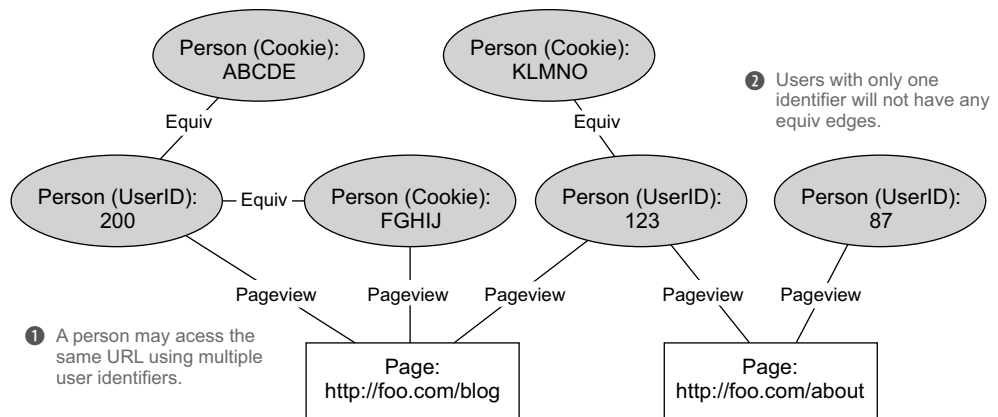 Person (Cookie):
ABCDE
Person (Cookie):
KLMNO
❷ Users with only one
identifier will not have any
equiv edges.
Equiv
Equiv
Person (UserID):
200
Equiv
Person (Cookie):
FGHIJ
Person (UserID):
123
Person (UserID):
87
Pageview
Pageview
Pageview
Pageview
Pageview
❶ A person may acess the
same URL using multiple
user identifiers.
Page:
http://foo.com/blog
Page:
http://foo.com/about